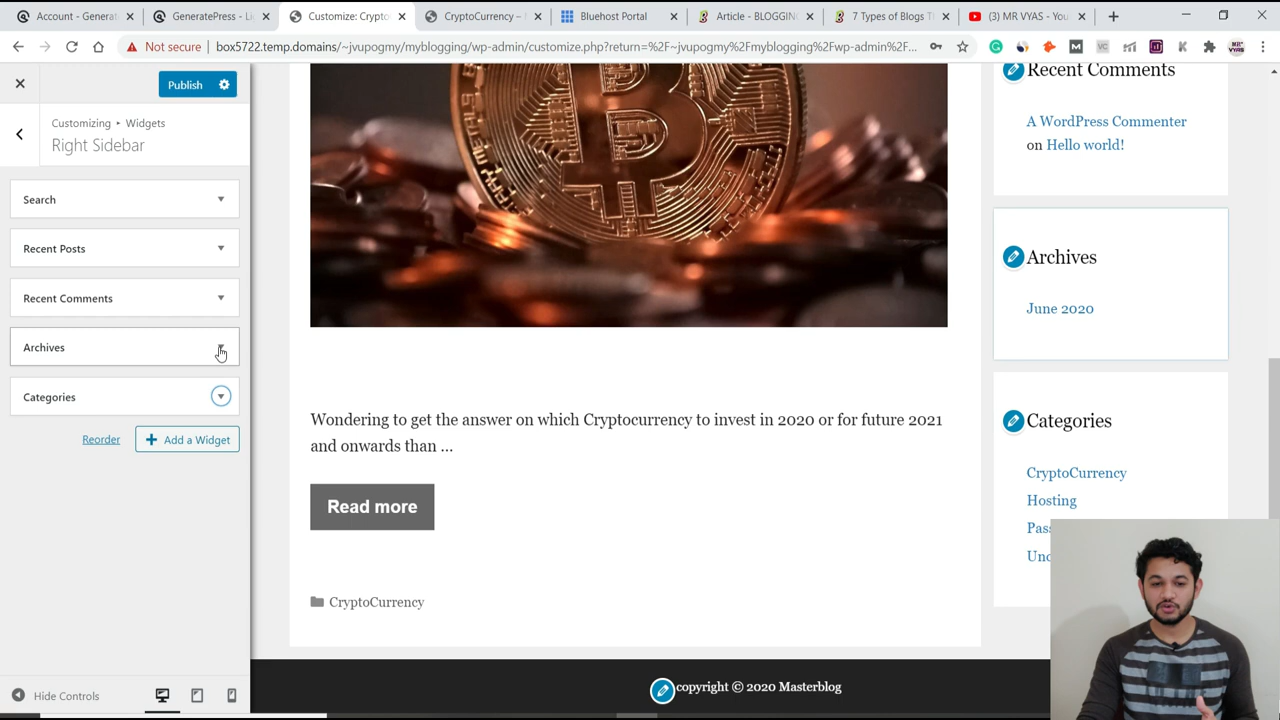 Account - Generat
GeneratePress - Li
Customize: Crypto
CryptoCurrency –
Bluehost Portal
Article - BLOGGIN
7 Types of Blogs T
(3) MR VYAS - You
Not secure
box5722.temp.domains/~jvupogmy/myblogging/wp-admin/customize.php?return=%2F~jvupogmy%2Fmyblogging%2Fwp-admin%2F...
Publish
Customizing • Widgets
Right Sidebar
Search
Recent Posts
Recent Comments
Archives
Categories
Reorder
Add a Widget
Hide Controls
Wondering to get the answer on which Cryptocurrency to invest in 2020 or for future 2021
and onwards than ...
Read more
CryptoCurrency
Recent Comments
A WordPress Commenter
on Hello world!
Archives
June 2020
Categories
CryptoCurrency
Hosting
Pass
Unc
copyright © 2020 Masterblog